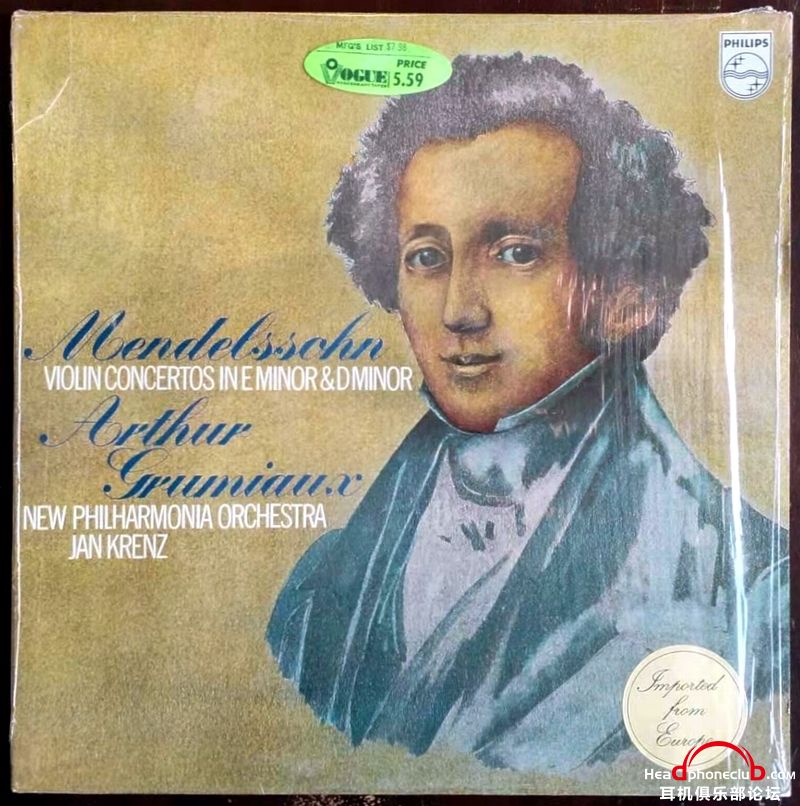 MFG'S LIST $7.98
VOGUE
PRICE
5.59
PHILIPS
Mendelssohn
VIOLIN CONCERTOS IN E MINOR & D MINOR
Arthur
Grumiaux
NEW PHILHARMONIA ORCHESTRA
JAN KRENZ
Imported
from
Europe
HeadphoneclubD.com
耳机俱乐部论坛